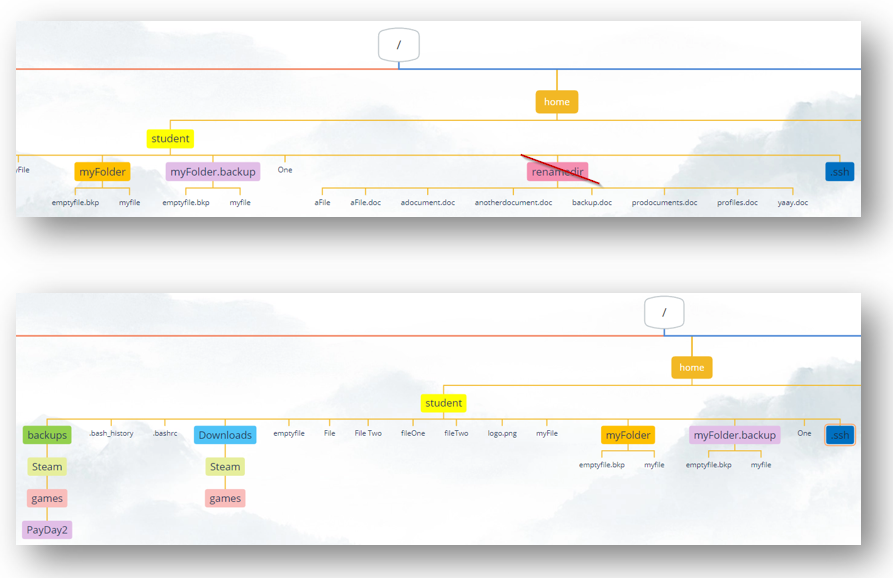 /
home
student
yFile
myFolder
myFolder.backup
One
renamedir
.ssh
emptyfile.bkp
myfile
emptyfile.bkp
myfile
aFile
aFile.doc
adocument.doc
anotherdocument.doc
backup.doc
prodocuments.doc
profiles.doc
yaay.doc
/
home
student
backups
.bash_history
.bashrc
Downloads
emptyfile
File
File Two
fileOne
fileTwo
logo.png
myFile
myFolder
myFolder.backup
One
.ssh
Steam
Steam
emptyfile.bkp
myfile
emptyfile.bkp
myfile
games
games
PayDay2